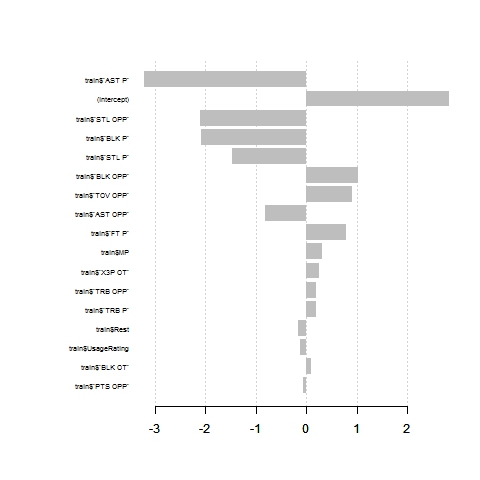 train$`AST P`
(Intercept)
train$`STL OPP`
train$`BLK P`
train$`STL P`
train$`BLK OPP`
train$`TOV OPP`
train$`AST OPP`
train$`FT P`
train$MP
train$`X3P OT`
train$`TRB OPP`
train$`TRB P`
train$Rest
train$UsageRating
train$`BLK OT`
train$`PTS OPP`
-3 -2 -1 0 1 2